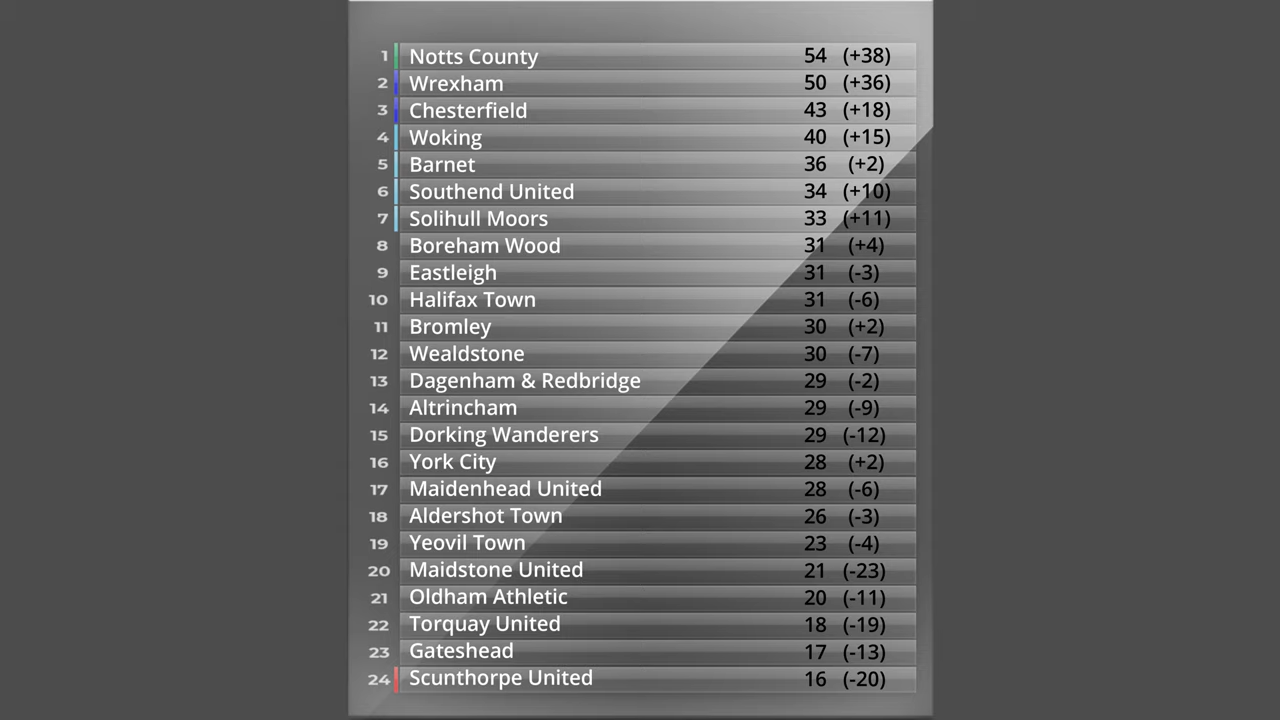 1 Notts County 54 (+38)
2 Wrexham 50 (+36)
3 Chesterfield 43 (+18)
4 Woking 40 (+15)
5 Barnet 36 (+2)
6 Southend United 34 (+10)
7 Solihull Moors 33 (+11)
8 Boreham Wood 31 (+4)
9 Eastleigh 31 (-3)
10 Halifax Town 31 (-6)
11 Bromley 30 (+2)
12 Wealdstone 30 (-7)
13 Dagenham & Redbridge 29 (-2)
14 Altrincham 29 (-9)
15 Dorking Wanderers 29 (-12)
16 York City 28 (+2)
17 Maidenhead United 28 (-6)
18 Aldershot Town 26 (-3)
19 Yeovil Town 23 (-4)
20 Maidstone United 21 (-23)
21 Oldham Athletic 20 (-11)
22 Torquay United 18 (-19)
23 Gateshead 17 (-13)
24 Scunthorpe United 16 (-20)